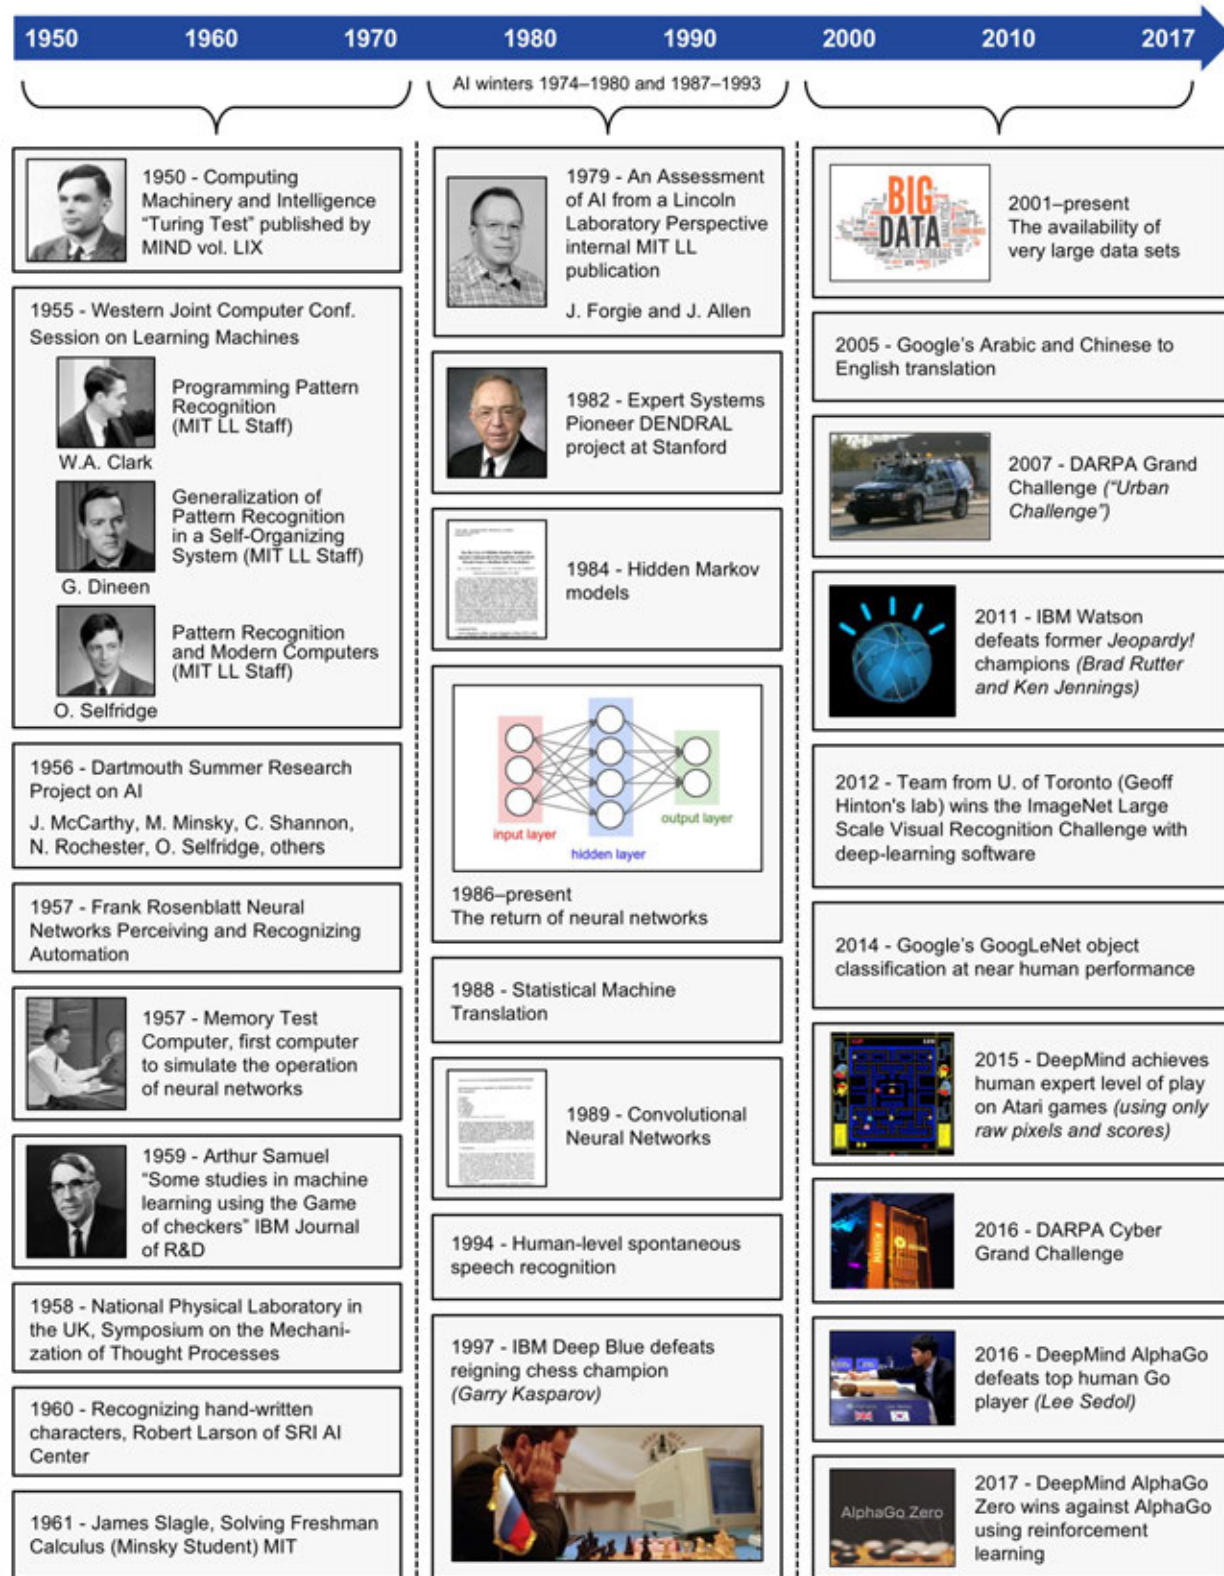 1950 1960 1970 1980 1990 2000 2010 2017
AI winters 1974–1980 and 1987–1993
1950 - Computing
Machinery and Intelligence
“Turing Test” published by
MIND vol. LIX
1955 - Western Joint Computer Conf.
Session on Learning Machines
Programming Pattern
Recognition
(MIT LL Staff)
W.A. Clark
Generalization of
Pattern Recognition
in a Self-Organizing
System (MIT LL Staff)
G. Dineen
Pattern Recognition
and Modern Computers
(MIT LL Staff)
O. Selfridge
1956 - Dartmouth Summer Research
Project on AI
J. McCarthy, M. Minsky, C. Shannon,
N. Rochester, O. Selfridge, others
1957 - Frank Rosenblatt Neural
Networks Perceiving and Recognizing
Automation
1957 - Memory Test
Computer, first computer
to simulate the operation
of neural networks
1959 - Arthur Samuel
“Some studies in machine
learning using the Game
of checkers” IBM Journal
of R&D
1958 - National Physical Laboratory in
the UK, Symposium on the Mechani-
zation of Thought Processes
1960 - Recognizing hand-written
characters, Robert Larson of SRI AI
Center
1961 - James Slagle, Solving Freshman
Calculus (Minsky Student) MIT
1979 - An Assessment
of AI from a Lincoln
Laboratory Perspective
internal MIT LL
publication
J. Forgie and J. Allen
1982 - Expert Systems
Pioneer DENDRAL
project at Stanford
1984 - Hidden Markov
models
input layer
hidden layer
output layer
1986–present
The return of neural networks
1988 - Statistical Machine
Translation
1989 - Convolutional
Neural Networks
1994 - Human-level spontaneous
speech recognition
1997 - IBM Deep Blue defeats
reigning chess champion
(Garry Kasparov)
BIG
DATA
STORAGE
2001–present
The availability of
very large data sets
2005 - Google’s Arabic and Chinese to
English translation
2007 - DARPA Grand
Challenge (“Urban
Challenge”)
2011 - IBM Watson
defeats former Jeopardy!
champions (Brad Rutter
and Ken Jennings)
2012 - Team from U. of Toronto (Geoff
Hinton's lab) wins the ImageNet Large
Scale Visual Recognition Challenge with
deep-learning software
2014 - Google’s GoogLeNet object
classification at near human performance
2015 - DeepMind achieves
human expert level of play
on Atari games (using only
raw pixels and scores)
2016 - DARPA Cyber
Grand Challenge
2016 - DeepMind AlphaGo
defeats top human Go
player (Lee Sedol)
AlphaGo Zero
2017 - DeepMind AlphaGo
Zero wins against AlphaGo
using reinforcement
learning